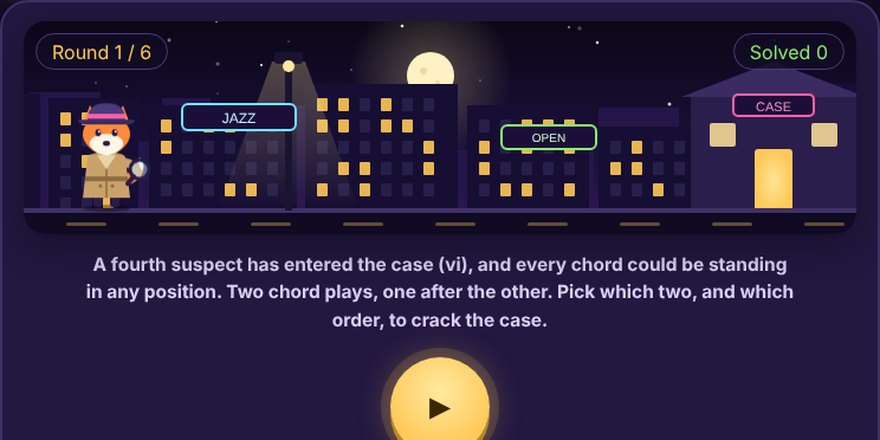 Round 1 / 6
Solved 0
JAZZ
OPEN
CASE
A fourth suspect has entered the case (vi), and every chord could be standing
in any position. Two chord plays, one after the other. Pick which two, and which
order, to crack the case.